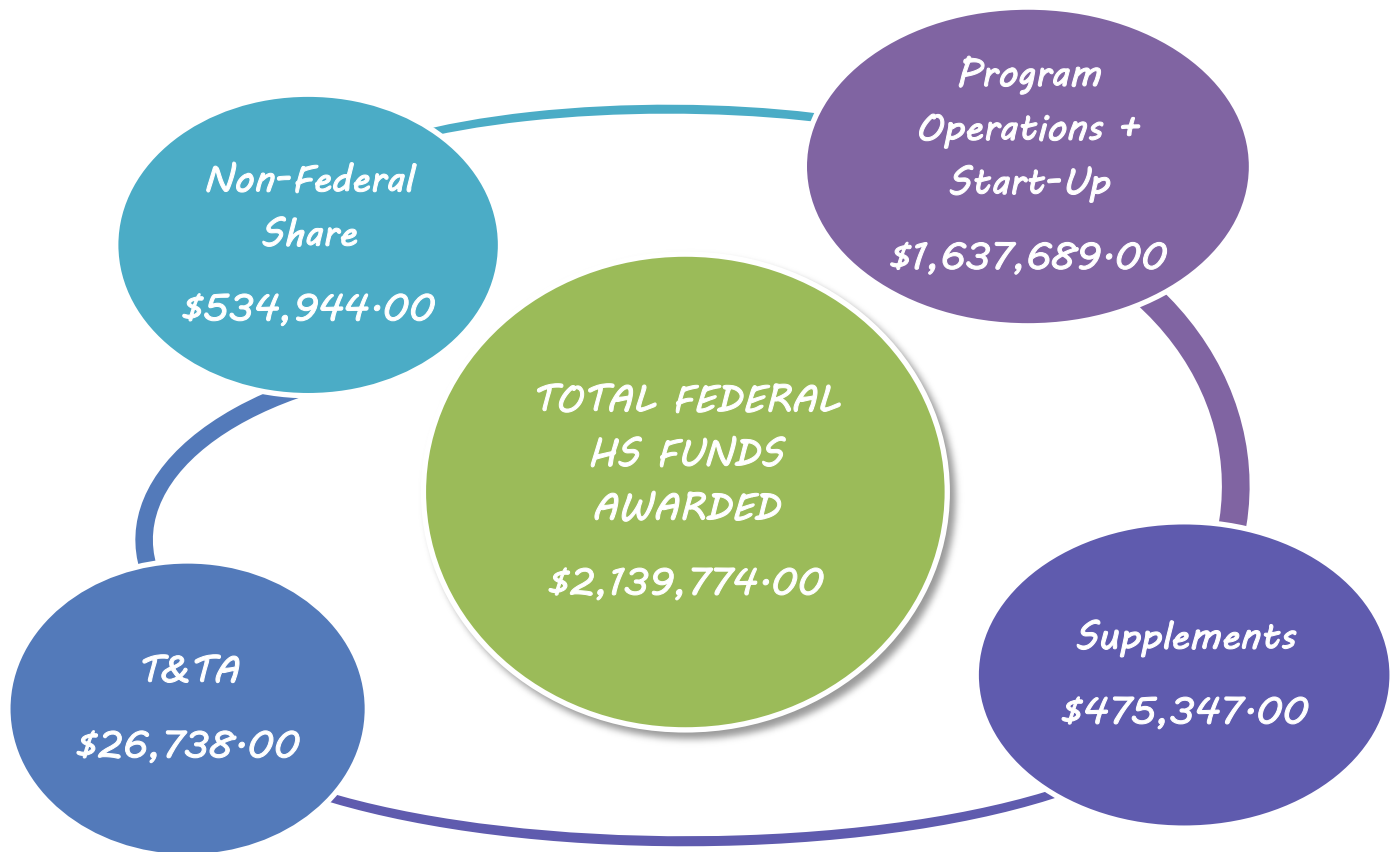 Program
Operations +
Start-Up
$1,637,689.00
Non-Federal
Share
$534,944.00
TOTAL FEDERAL
HS FUNDS
AWARDED
$2,139,774.00
Supplements
$475,347.00
T&TA
$26,738.00